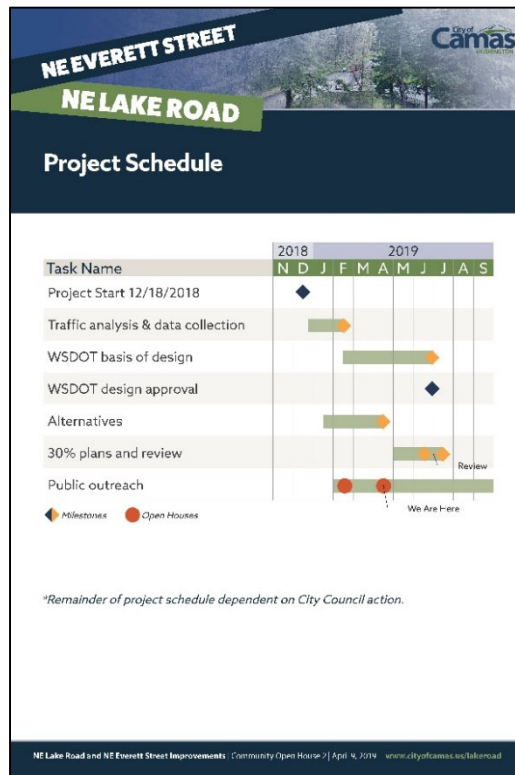 NE EVERETT STREET
City of
Camas
WASHINGTON
NE LAKE ROAD
Project Schedule
2018 2019
Task Name N D J F M A M J J A S
Project Start 12/18/2018
Traffic analysis & data collection
WSDOT basis of design
WSDOT design approval
Alternatives
30% plans and review
Review
Public outreach
We Are Here
Milestones Open Houses
*Remainder of project schedule dependent on City Council action.
NE Lake Road and NE Everett Street Improvements | Community Open House 2 | April 9, 2019 www.cityofcamas.us/lakeroad